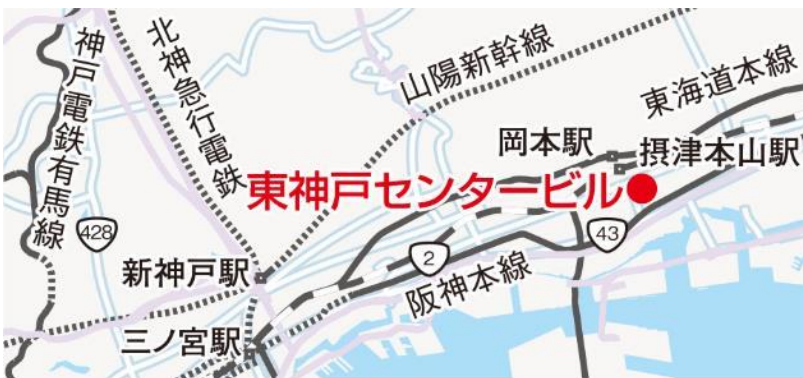 神戸電鉄有馬線
北神急行電鉄
山陽新幹線
東海道本線
岡本駅
摂津本山駅
東神戸センタービル
428
43
2
新神戸駅
阪神本線
三ノ宮駅